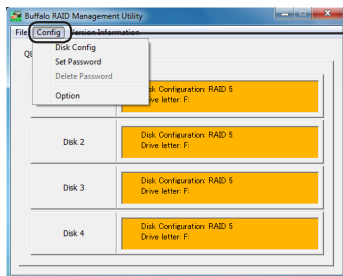 Buffalo RAID Management Utility
File Config Version Information
Disk Config
Set Password
Delete Password
Option
Disk Configuration: RAID 5
Drive letter: F:
Disk 2
Disk Configuration: RAID 5
Drive letter: F:
Disk 3
Disk Configuration: RAID 5
Drive letter: F:
Disk 4
Disk Configuration: RAID 5
Drive letter: F: